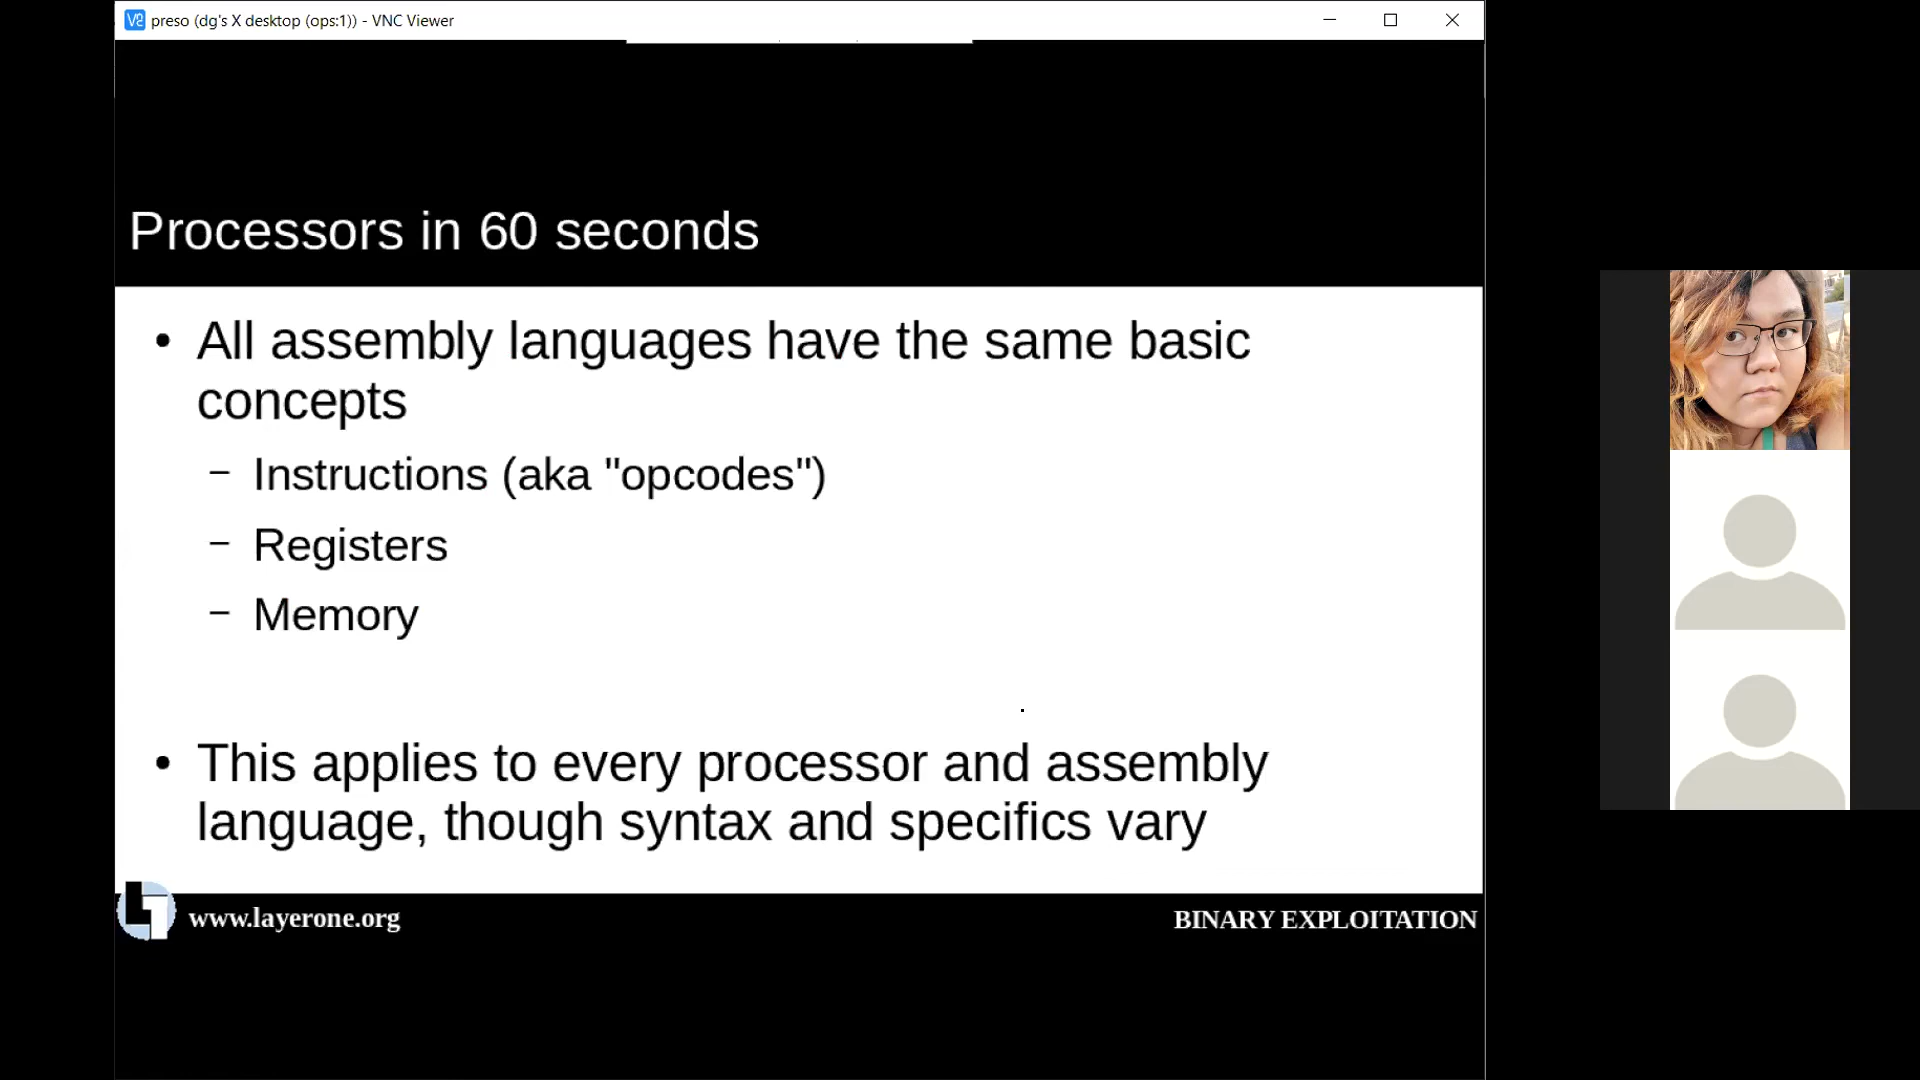 preso (dg's X desktop (ops:1)) - VNC Viewer
Processors in 60 seconds
• All assembly languages have the same basic
concepts
– Instructions (aka "opcodes")
– Registers
– Memory
• This applies to every processor and assembly
language, though syntax and specifics vary
www.layerone.org
BINARY EXPLOITATION